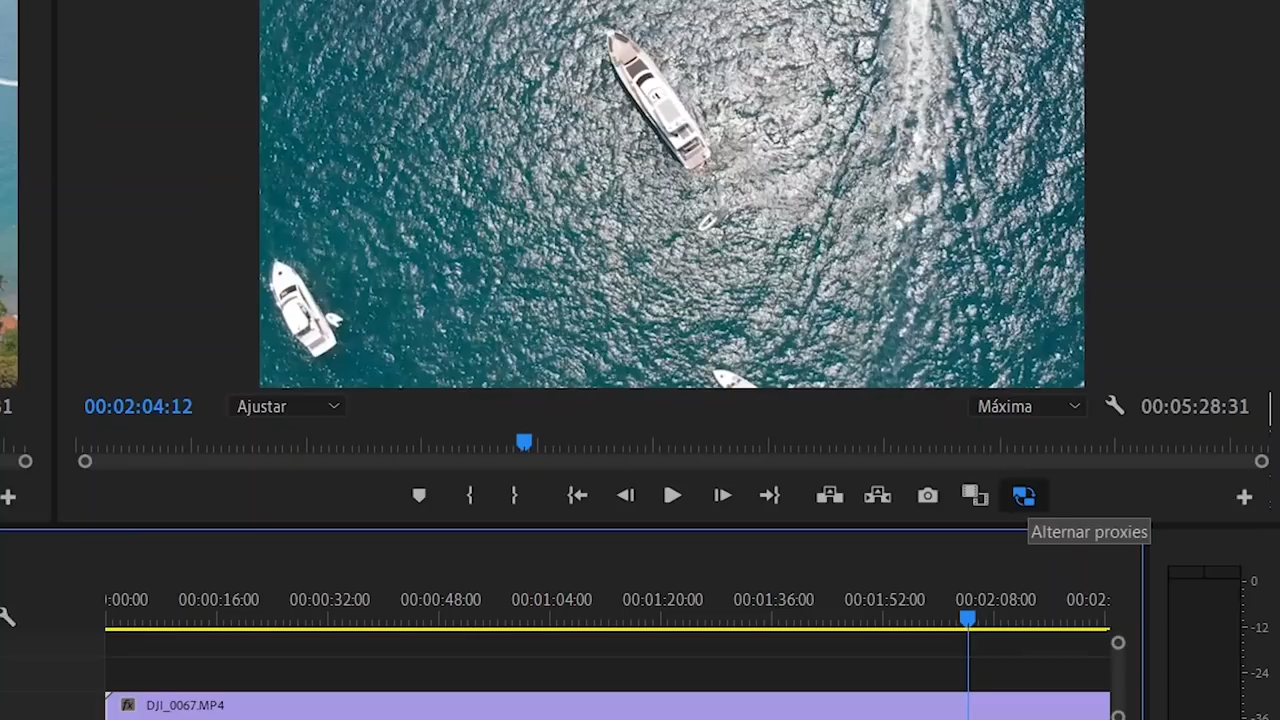 00:02:04:12 Ajustar Máxima 00:05:28:31
Alternar proxies
:00:00 00:00:16:00 00:00:32:00 00:00:48:00 00:01:04:00 00:01:20:00 00:01:36:00 00:01:52:00 00:02:08:00 00:02:
0
-12
-24
fx DJI_0067.MP4